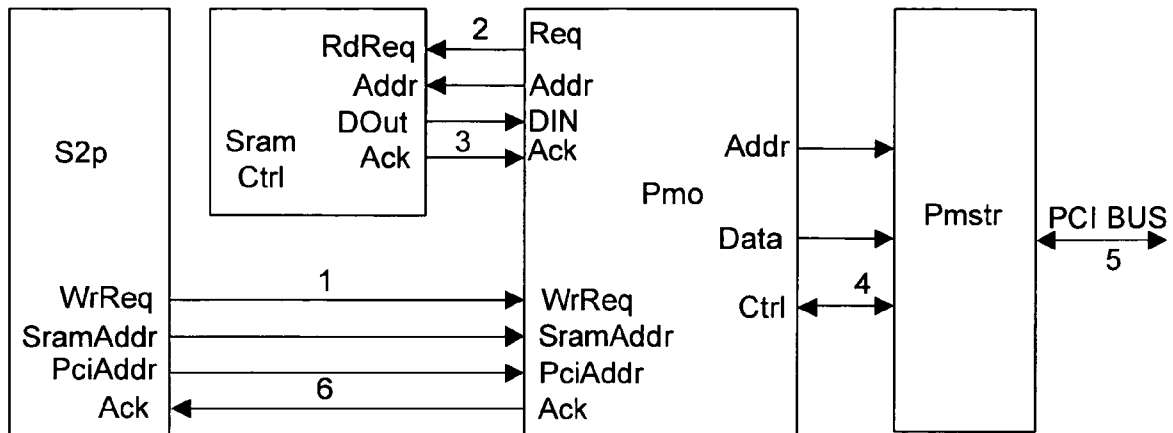 S2p
WrReq
SramAddr
PciAddr
Ack
Sram
Ctrl
RdReq
Addr
DOut
Ack
2
3
1
6
Req
Addr
DIN
Ack
Pmo
Addr
Data
Ctrl
WrReq
SramAddr
PciAddr
Ack
4
Pmstr
PCI BUS
5